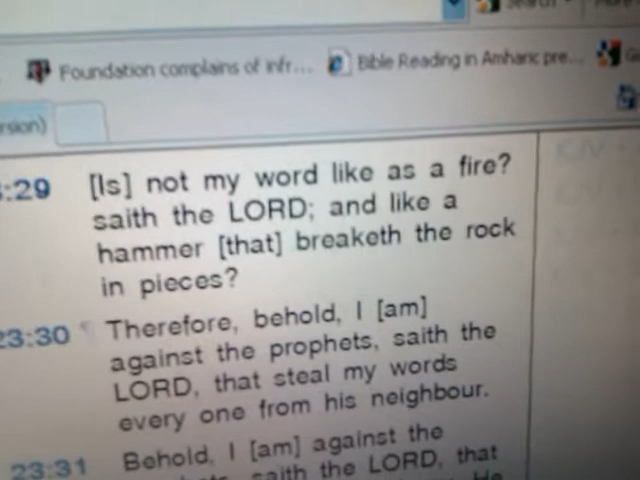 Search
Foundation complains of infr... Bible Reading in Amharic pre...
rsion)
:29 [Is] not my word like as a fire?
saith the LORD; and like a
hammer [that] breaketh the rock
in pieces?
23:30 ¶ Therefore, behold, I [am]
against the prophets, saith the
LORD, that steal my words
every one from his neighbour.
23:31 Behold, I [am] against the
saith the LORD, that